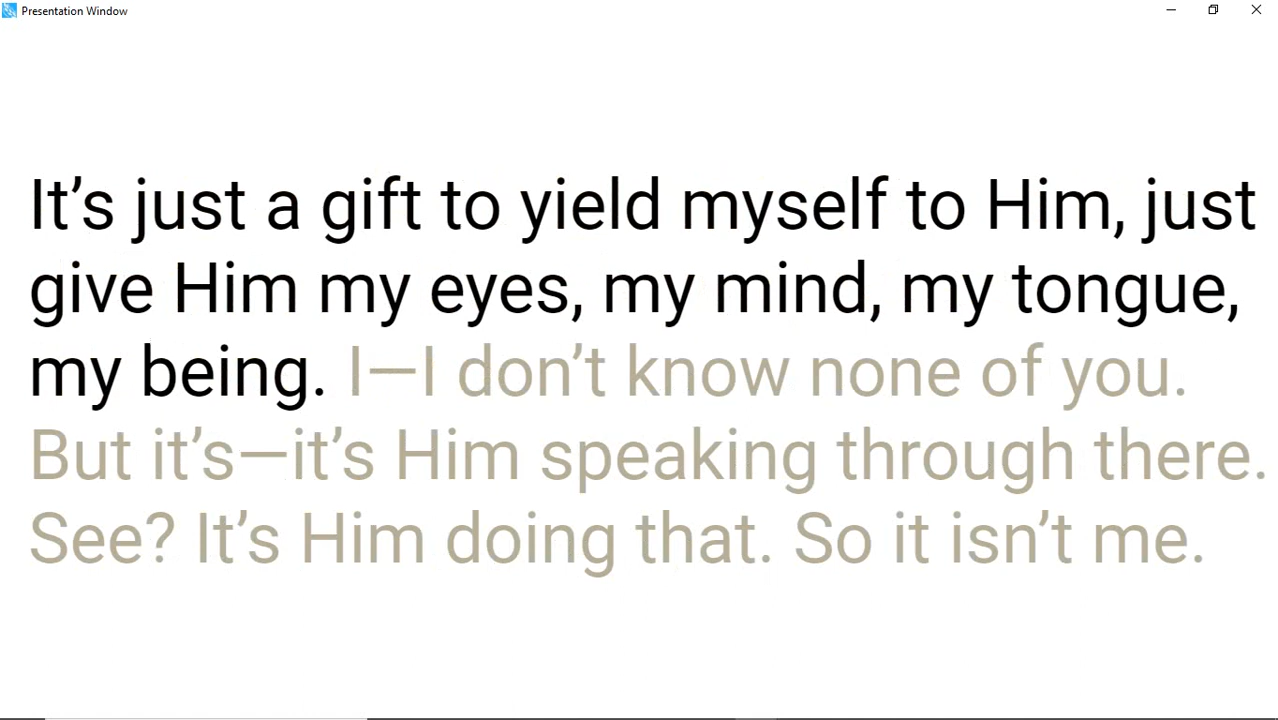 Presentation Window
It’s just a gift to yield myself to Him, just
give Him my eyes, my mind, my tongue,
my being. I—I don’t know none of you.
But it’s—it’s Him speaking through there.
See? It’s Him doing that. So it isn’t me.